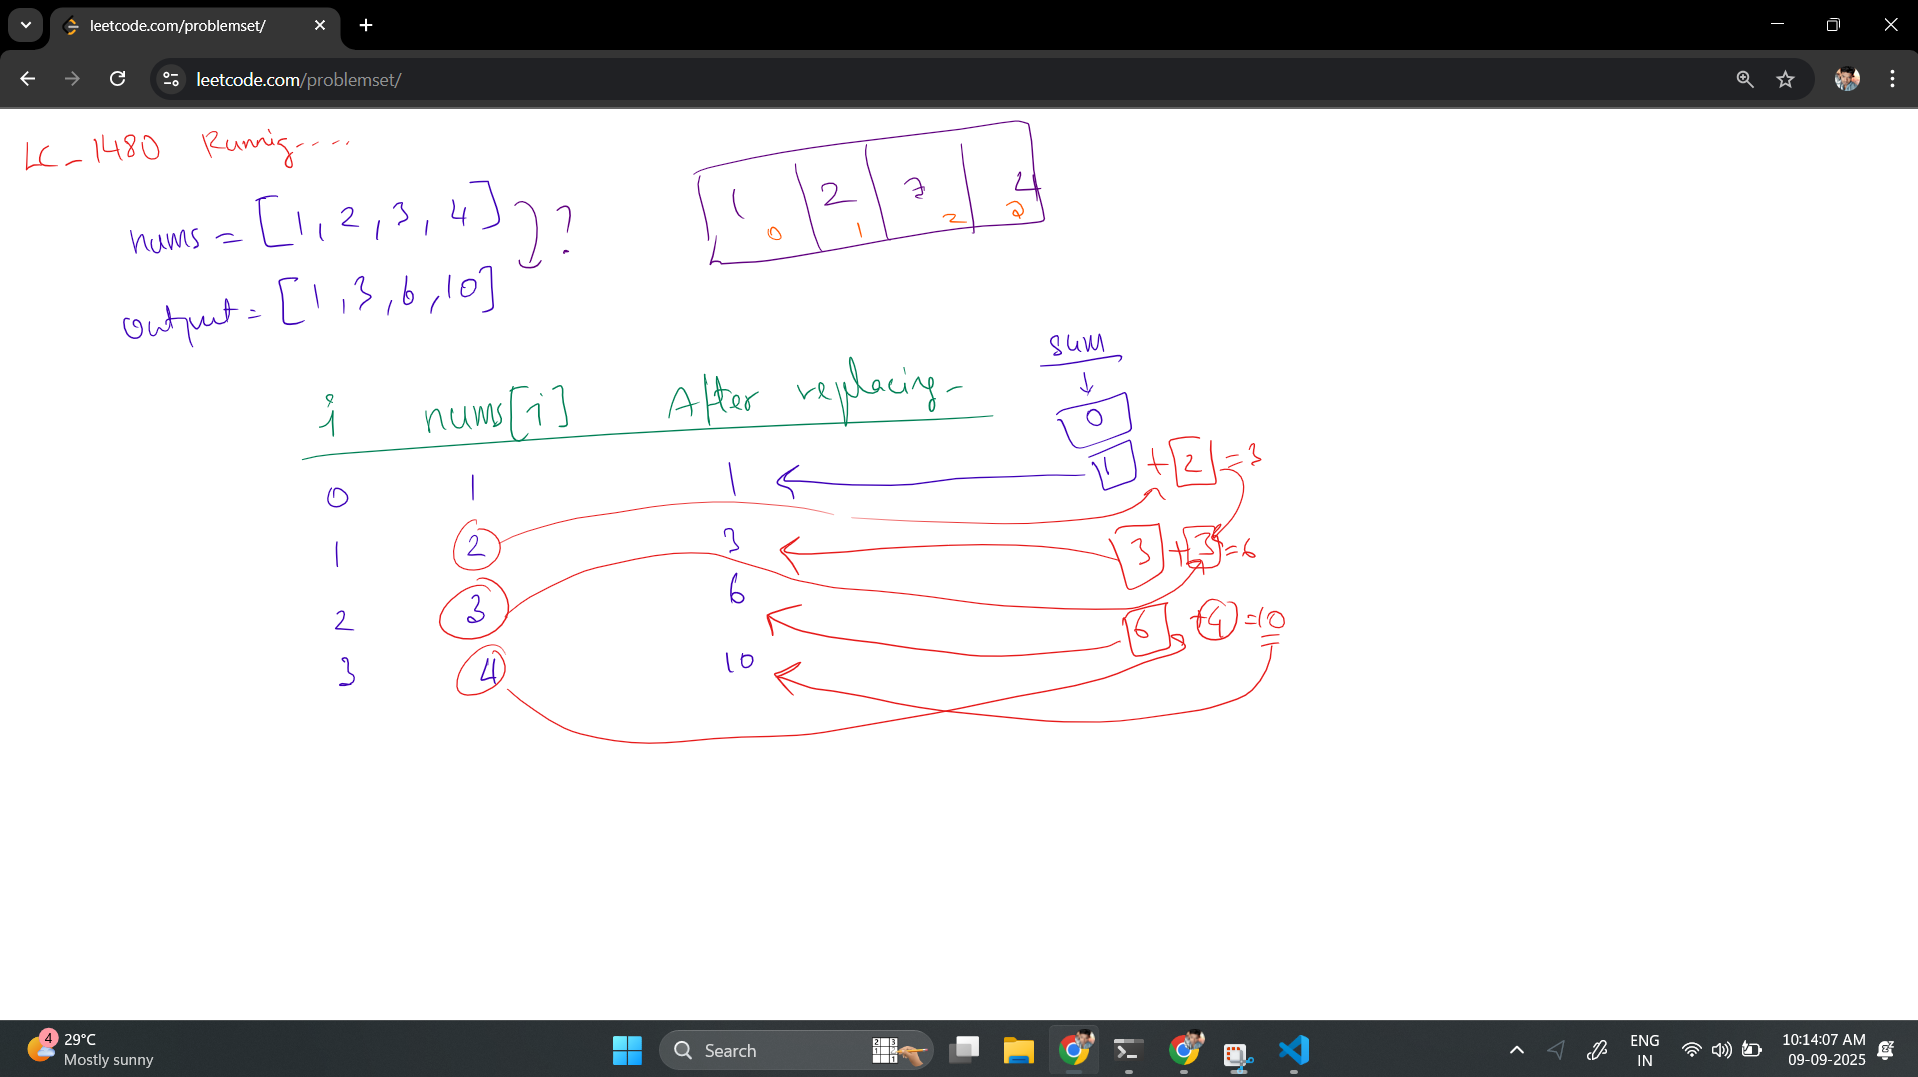 leetcode.com/problemset/
leetcode.com/problemset/
LC_1480 Runnig.....
nums = [1, 2, 3, 4] ?
output = [1, 3, 6, 10]
1 2 3 4
0 1 2 3
sum
0
i nums[i] After replacing
0 1 1 1 + 2 = 3
1 2 3 3 + 3 = 6
2 3 6 6 + 4 = 10
3 4 10
4
29°C
Mostly sunny
Search
ENG
IN
10:14:07 AM
09-09-2025